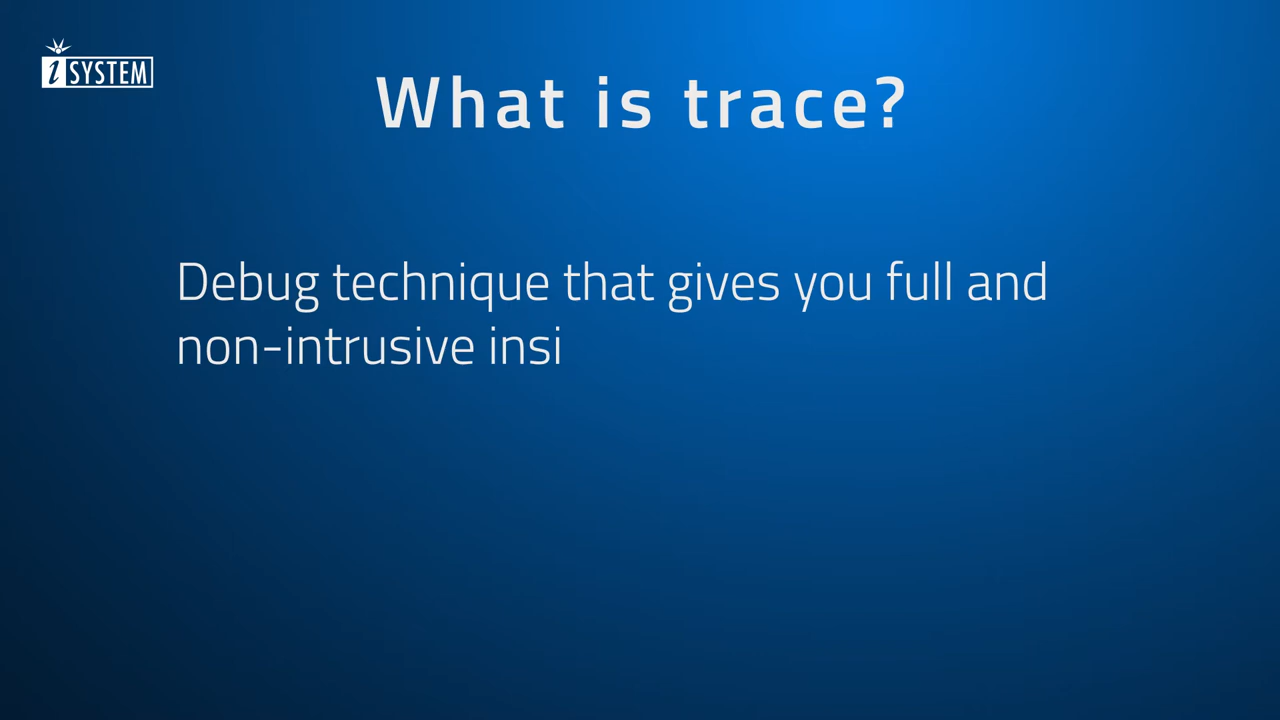 iSYSTEM
What is trace?
Debug technique that gives you full and
non-intrusive insi